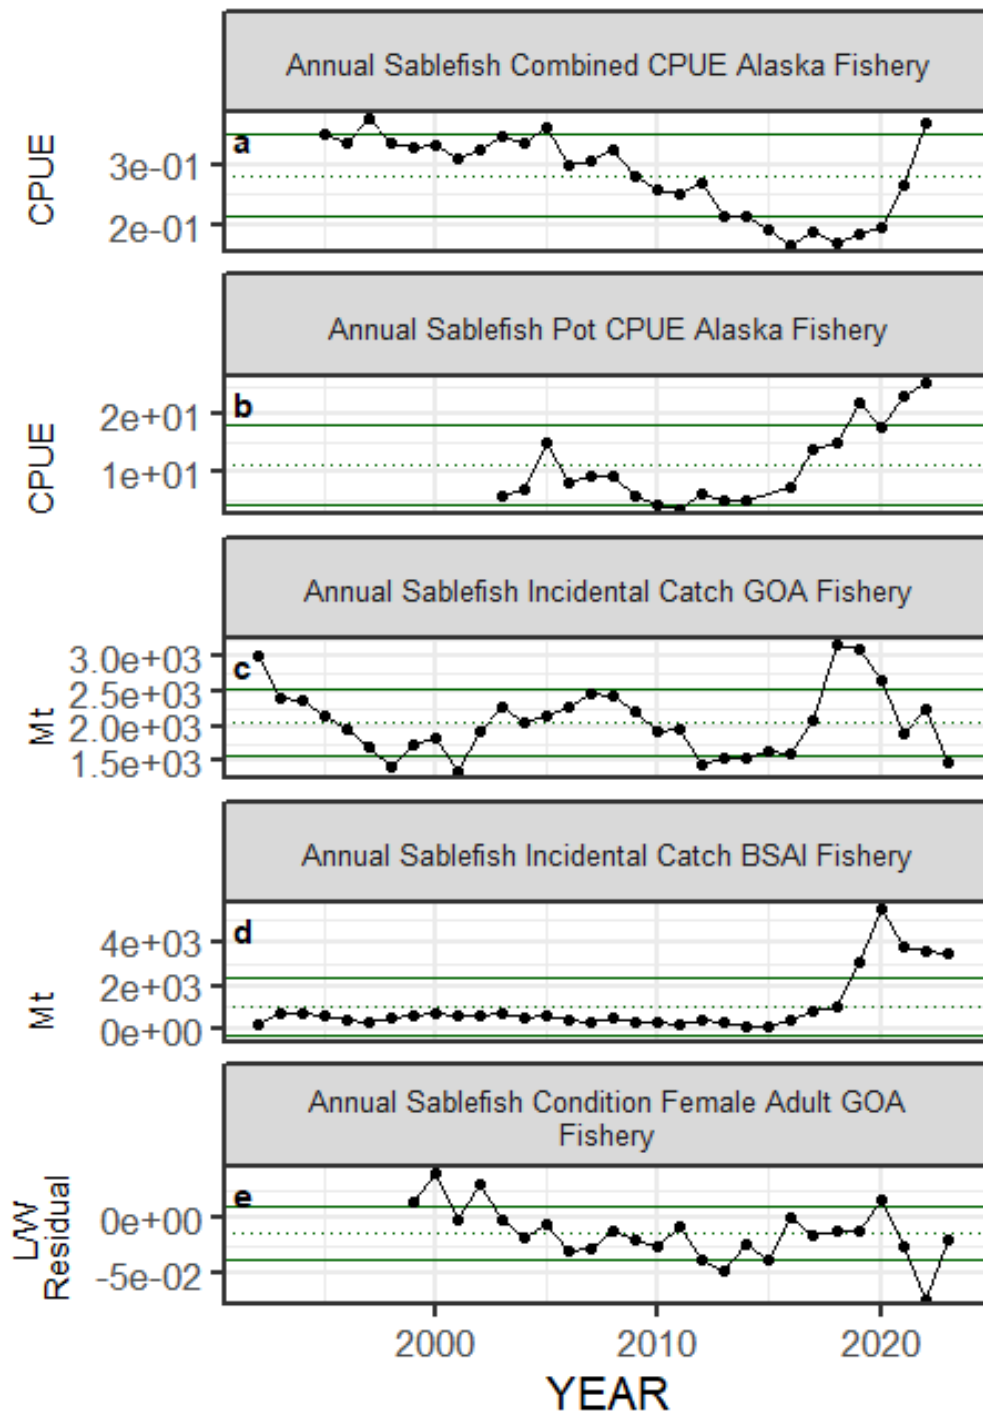 Annual Sablefish Combined CPUE Alaska Fishery
CPUE
a
3e-01
2e-01
Annual Sablefish Pot CPUE Alaska Fishery
CPUE
b
2e+01
1e+01
Annual Sablefish Incidental Catch GOA Fishery
Mt
c
3.0e+03
2.5e+03
2.0e+03
1.5e+03
Annual Sablefish Incidental Catch BSAI Fishery
Mt
d
4e+03
2e+03
0e+00
Annual Sablefish Condition Female Adult GOA
Fishery
L/W
Residual
e
0e+00
-5e-02
2000
2010
2020
YEAR